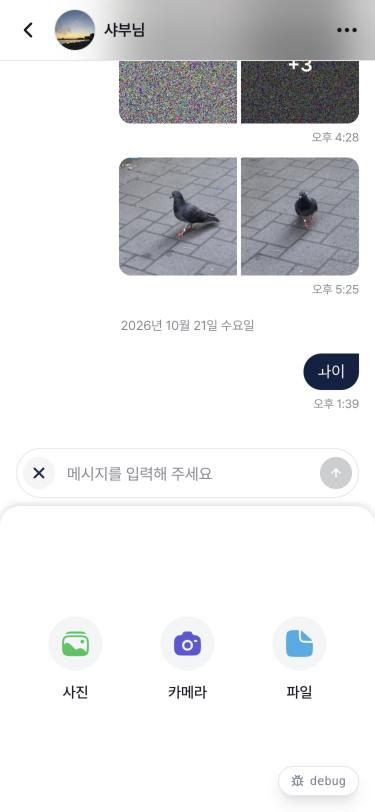 샤부님
+3
오후 4:28
오후 5:25
2026년 10월 21일 수요일
ㅘ이
오후 1:39
메시지를 입력해 주세요
사진
카메라
파일
debug